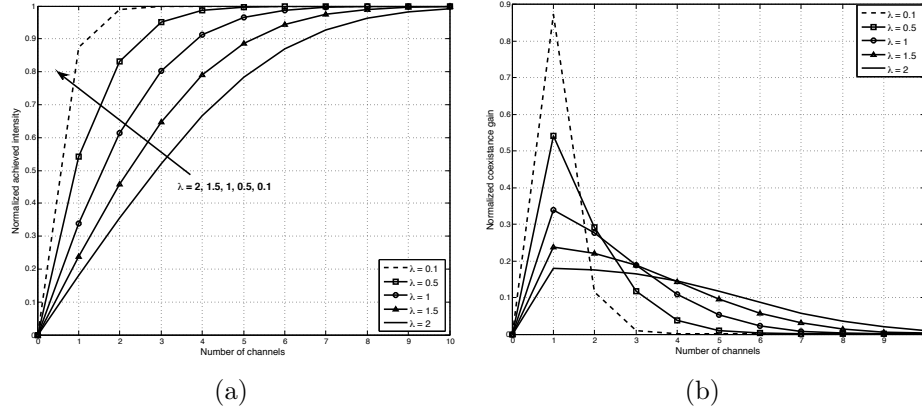 1
0.9
0.8
0.7
0.6
0.5
0.4
0.3
0.2
0.1
0
Normalized achieved intensity
λ = 2, 1.5, 1, 0.5, 0.1
λ = 0.1
λ = 0.5
λ = 1
λ = 1.5
λ = 2
0 1 2 3 4 5 6 7 8 9 10
Number of channels
(a)
0.9
0.8
0.7
0.6
0.5
0.4
0.3
0.2
0.1
0
Normalized coexistance gain
λ = 0.1
λ = 0.5
λ = 1
λ = 1.5
λ = 2
0 1 2 3 4 5 6 7 8 9
Number of channels
(b)